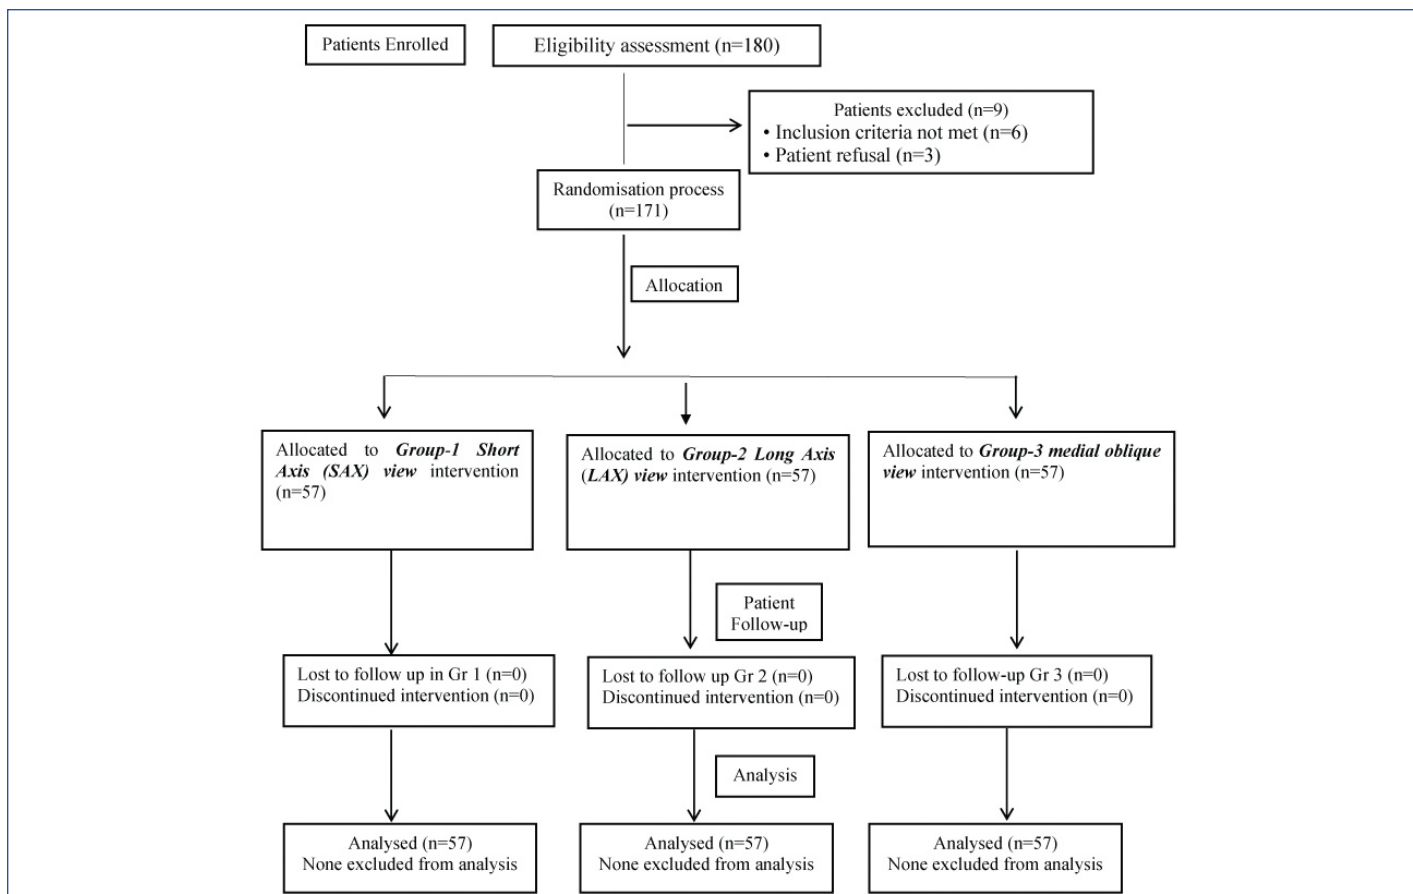 Patients Enrolled
Eligibility assessment (n=180)
Patients excluded (n=9)
• Inclusion criteria not met (n=6)
• Patient refusal (n=3)
Randomisation process
(n=171)
Allocation
Allocated to Group-1 Short
Axis (SAX) view intervention
(n=57)
Allocated to Group-2 Long Axis
(LAX) view intervention (n=57)
Allocated to Group-3 medial oblique
view intervention (n=57)
Patient
Follow-up
Lost to follow up in Gr 1 (n=0)
Discontinued intervention (n=0)
Lost to follow up Gr 2 (n=0)
Discontinued intervention (n=0)
Lost to follow-up Gr 3 (n=0)
Discontinued intervention (n=0)
Analysis
Analysed (n=57)
None excluded from analysis
Analysed (n=57)
None excluded from analysis
Analysed (n=57)
None excluded from analysis